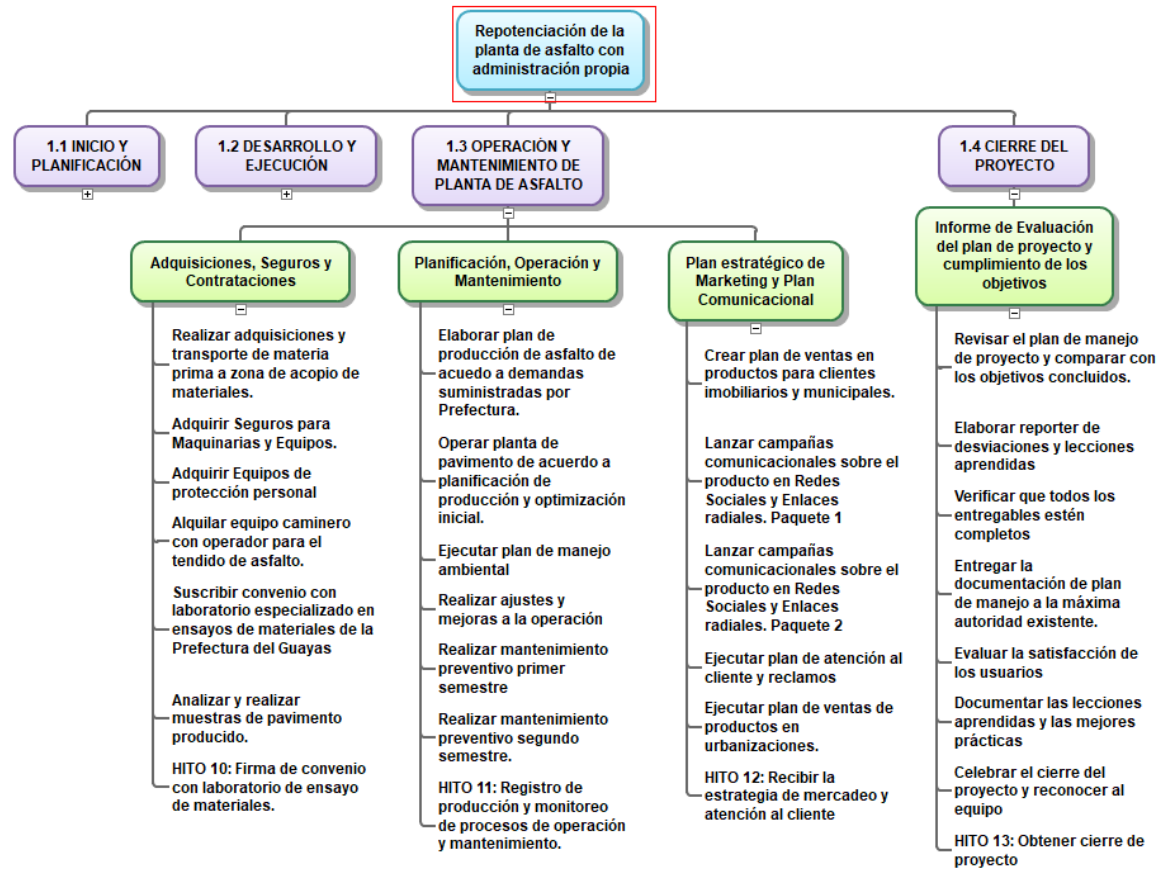 Repotenciación de la
planta de asfalto con
administración propia
1.1 INICIO Y
PLANIFICACIÓN
1.2 DESARROLLO Y
EJECUCIÓN
1.3 OPERACIÓN Y
MANTENIMIENTO DE
PLANTA DE ASFALTO
1.4 CIERRE DEL
PROYECTO
Adquisiciones, Seguros y
Contrataciones
Realizar adquisiciones y
transporte de materia
prima a zona de acopio de
materiales.
Adquirir Seguros para
Maquinarias y Equipos.
Adquirir Equipos de
protección personal
Alquilar equipo caminero
con operador para el
tendido de asfalto.
Suscribir convenio con
laboratorio especializado en
ensayos de materiales de la
Prefectura del Guayas
Analizar y realizar
muestras de pavimento
producido.
HITO 10: Firma de convenio
con laboratorio de ensayo
de materiales.
Planificación, Operación y
Mantenimiento
Elaborar plan de
producción de asfalto de
acuedo a demandas
suministradas por
Prefectura.
Operar planta de
pavimento de acuerdo a
planificación de
producción y optimización
inicial.
Ejecutar plan de manejo
ambiental
Realizar ajustes y
mejoras a la operación
Realizar mantenimiento
preventivo primer
semestre
Realizar mantenimiento
preventivo segundo
semestre.
HITO 11: Registro de
producción y monitoreo
de procesos de operación
y mantenimiento.
Plan estratégico de
Marketing y Plan
Comunicacional
Crear plan de ventas en
productos para clientes
imobiliarios y municipales.
Lanzar campañas
comunicacionales sobre el
producto en Redes
Sociales y Enlaces
radiales. Paquete 1
Lanzar campañas
comunicacionales sobre el
producto en Redes
Sociales y Enlaces
radiales. Paquete 2
Ejecutar plan de atención al
cliente y reclamos
Ejecutar plan de ventas de
productos en
urbanizaciones.
HITO 12: Recibir la
estrategia de mercadeo y
atención al cliente
Informe de Evaluación
del plan de proyecto y
cumplimiento de los
objetivos
Revisar el plan de manejo
de proyecto y comparar con
los objetivos concluidos.
Elaborar reporter de
desviaciones y lecciones
aprendidas
Verificar que todos los
entregables estén
completos
Entregar la
documentación de plan
de manejo a la máxima
autoridad existente.
Evaluar la satisfacción de
los usuarios
Documentar las lecciones
aprendidas y las mejores
prácticas
Celebrar el cierre del
proyecto y reconocer al
equipo
HITO 13: Obtener cierre de
proyecto